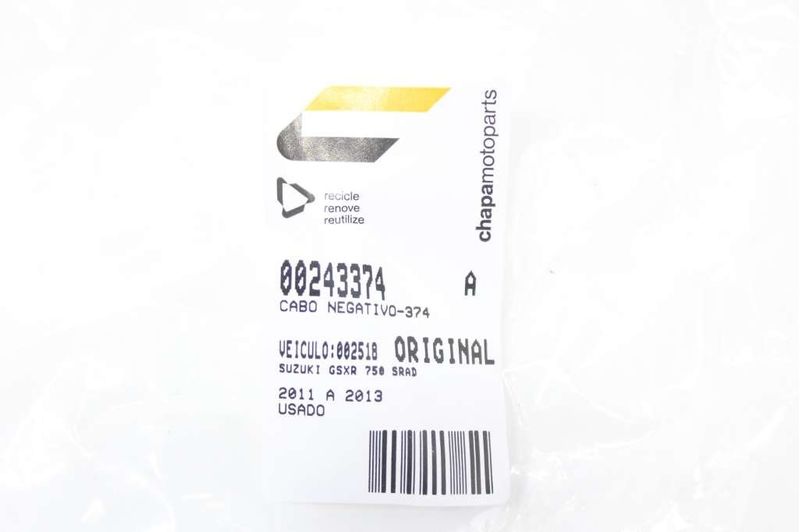 chapamotoparts
recicle
renove
reutilize
00243374 A
CABO NEGATIVO-374
VEICULO:002518 ORIGINAL
SUZUKI GSXR 750 SRAD
2011 A 2013
USADO